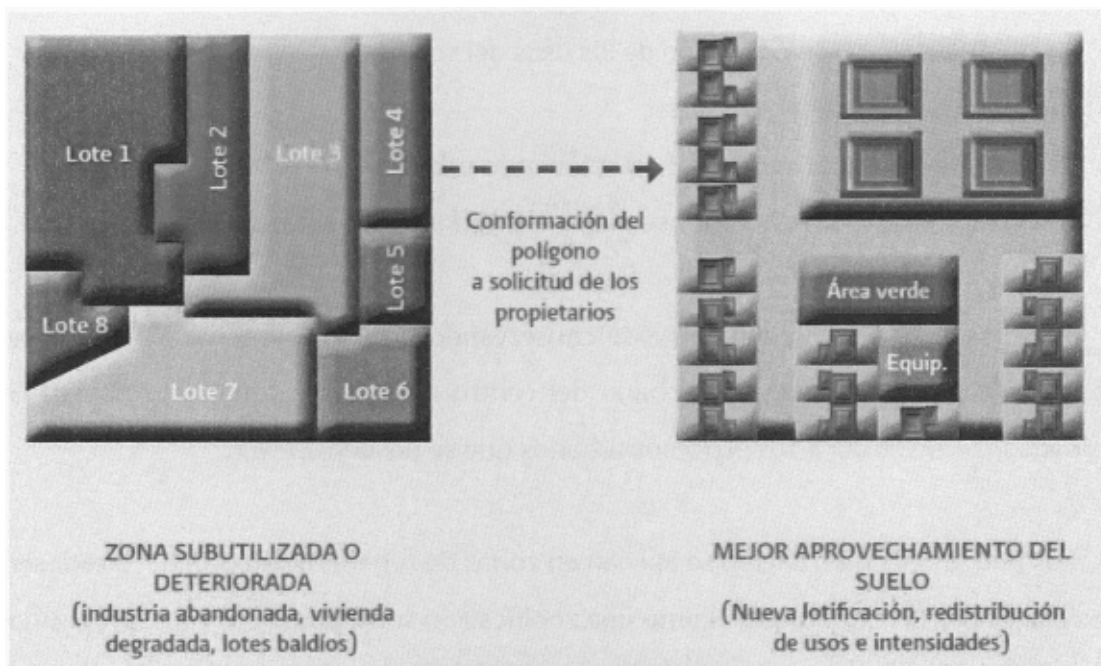 Lote 1
Lote 2
Lote 3
Lote 4
Lote 5
Lote 8
Lote 7
Lote 6
Conformación del
polígono
a solicitud de los
propietarios
Área verde
Equip.
ZONA SUBUTILIZADA O
DETERIORADA
(industria abandonada, vivienda
degradada, lotes baldíos)
MEJOR APROVECHAMIENTO DEL
SUELO
(Nueva lotificación, redistribución
de usos e intensidades)